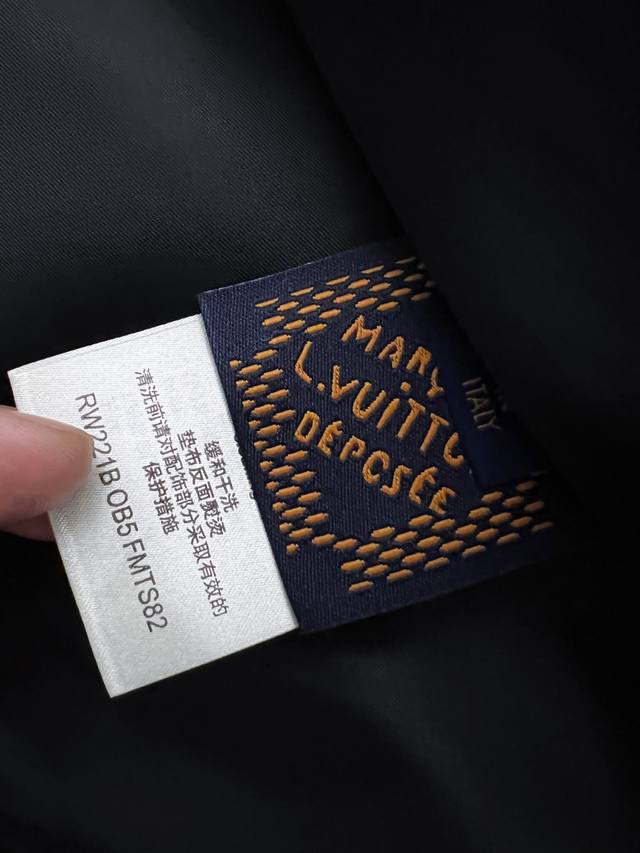 MARQ
L.VUITTO
DÉPOSÉE
ITALY
缓和干洗
垫布反面熨烫
清洗前请对配饰部分采取有效的
保护措施
RW221B OB5 FMTS82